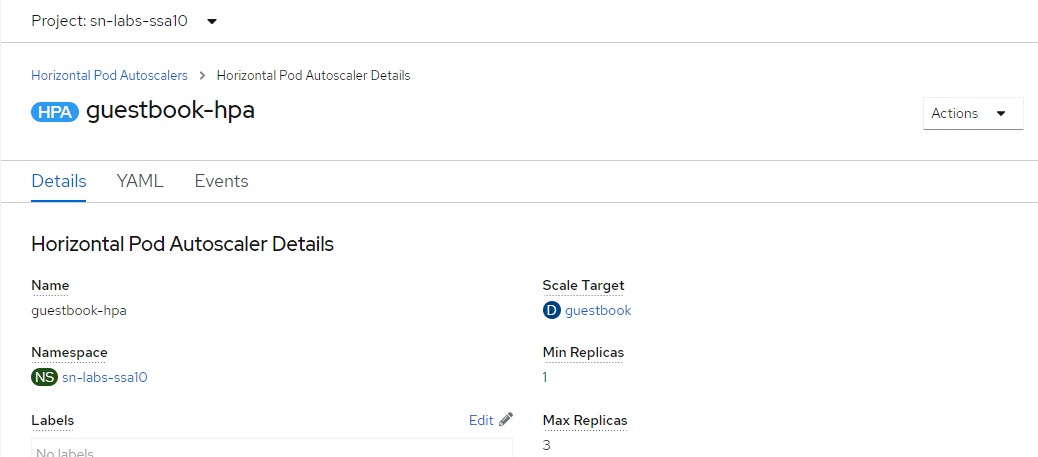 Project: sn-labs-ssa10
Horizontal Pod Autoscalers > Horizontal Pod Autoscaler Details
HPA guestbook-hpa
Actions
Details YAML Events
Horizontal Pod Autoscaler Details
Name
guestbook-hpa
Namespace
NS sn-labs-ssa10
Labels Edit
No labels
Scale Target
D guestbook
Min Replicas
1
Max Replicas
3